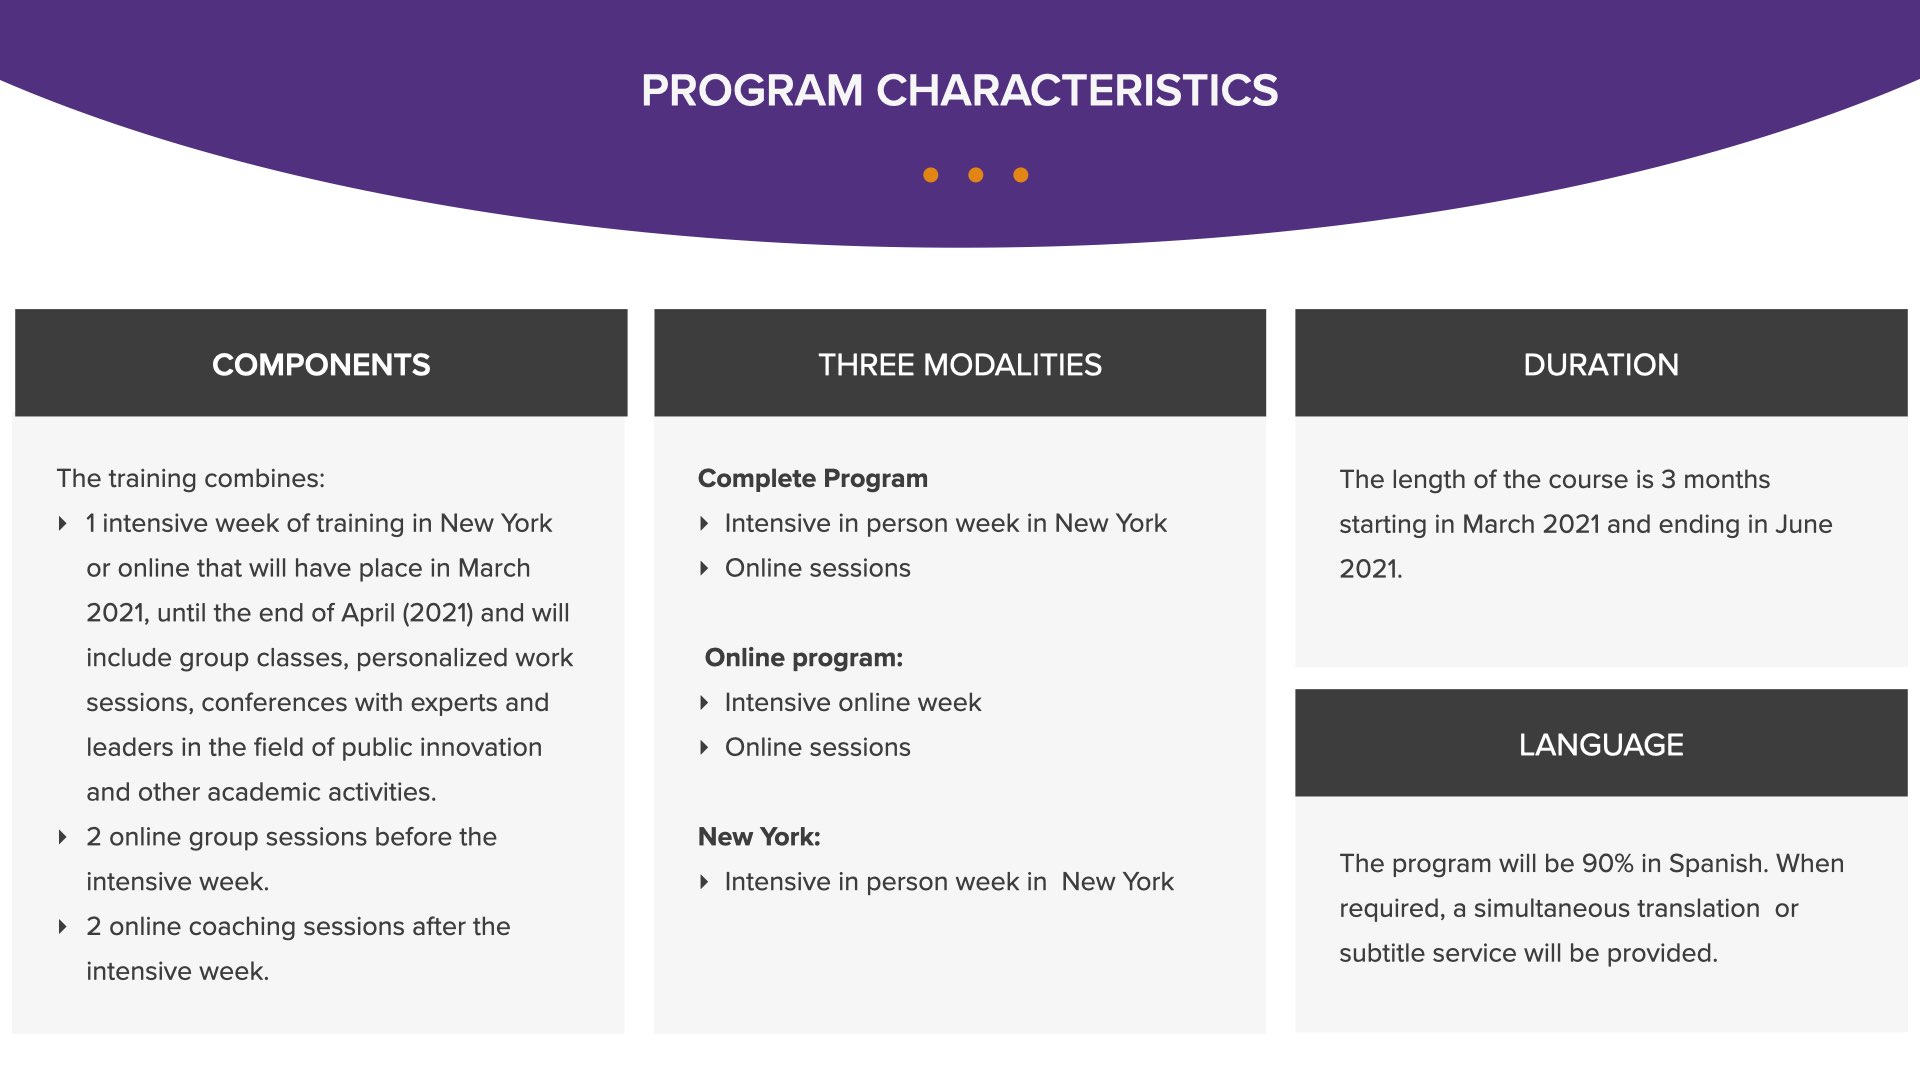 PROGRAM CHARACTERISTICS
COMPONENTS
The training combines:
1 intensive week of training in New York
or online that will have place in March
2021, until the end of April (2021) and will
include group classes, personalized work
sessions, conferences with experts and
leaders in the field of public innovation
and other academic activities.
2 online group sessions before the
intensive week.
2 online coaching sessions after the
intensive week.
THREE MODALITIES
Complete Program
Intensive in person week in New York
Online sessions
Online program:
Intensive online week
Online sessions
New York:
Intensive in person week in  New York
DURATION
The length of the course is 3 months
starting in March 2021 and ending in June
2021.
LANGUAGE
The program will be 90% in Spanish. When
required, a simultaneous translation  or
subtitle service will be provided.